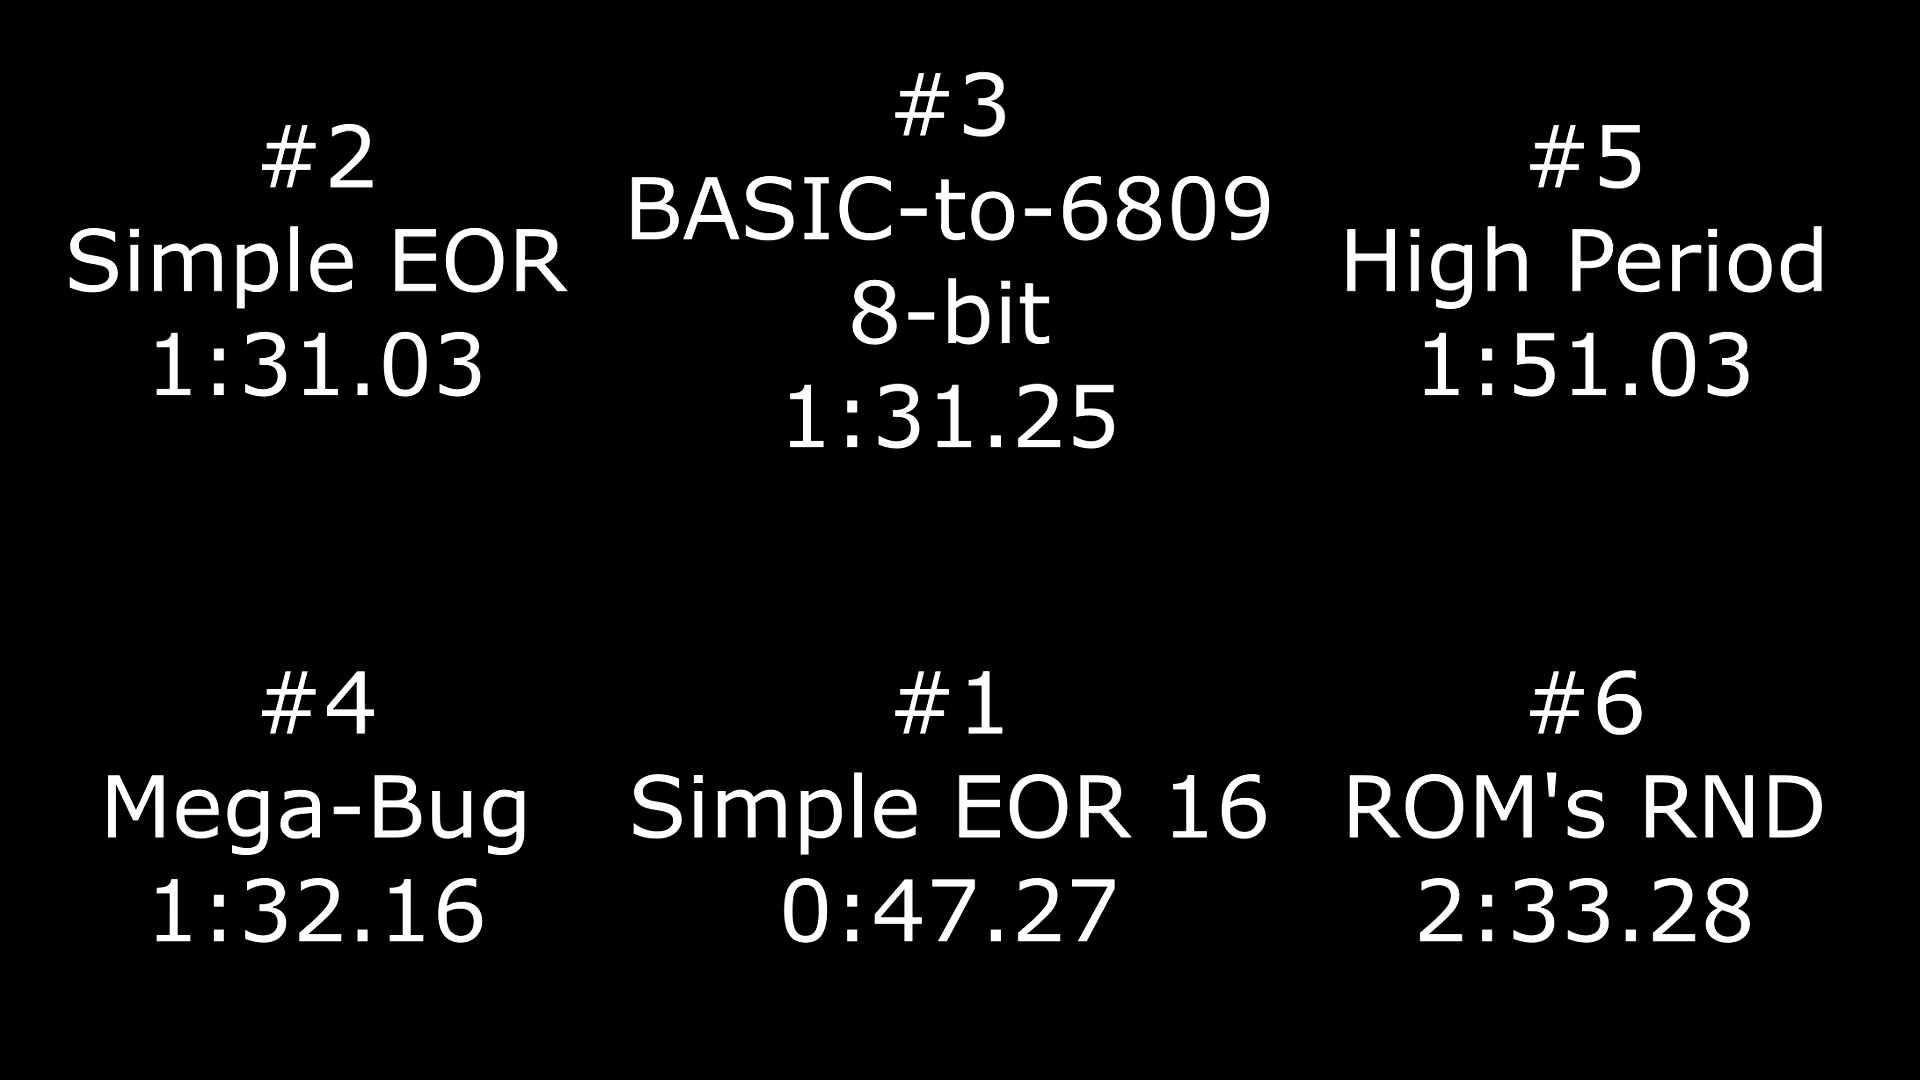 #2
Simple EOR
1:31.03
#3
BASIC-to-6809
8-bit
1:31.25
#5
High Period
1:51.03
#4
Mega-Bug
1:32.16
#1
Simple EOR 16
0:47.27
#6
ROM's RND
2:33.28